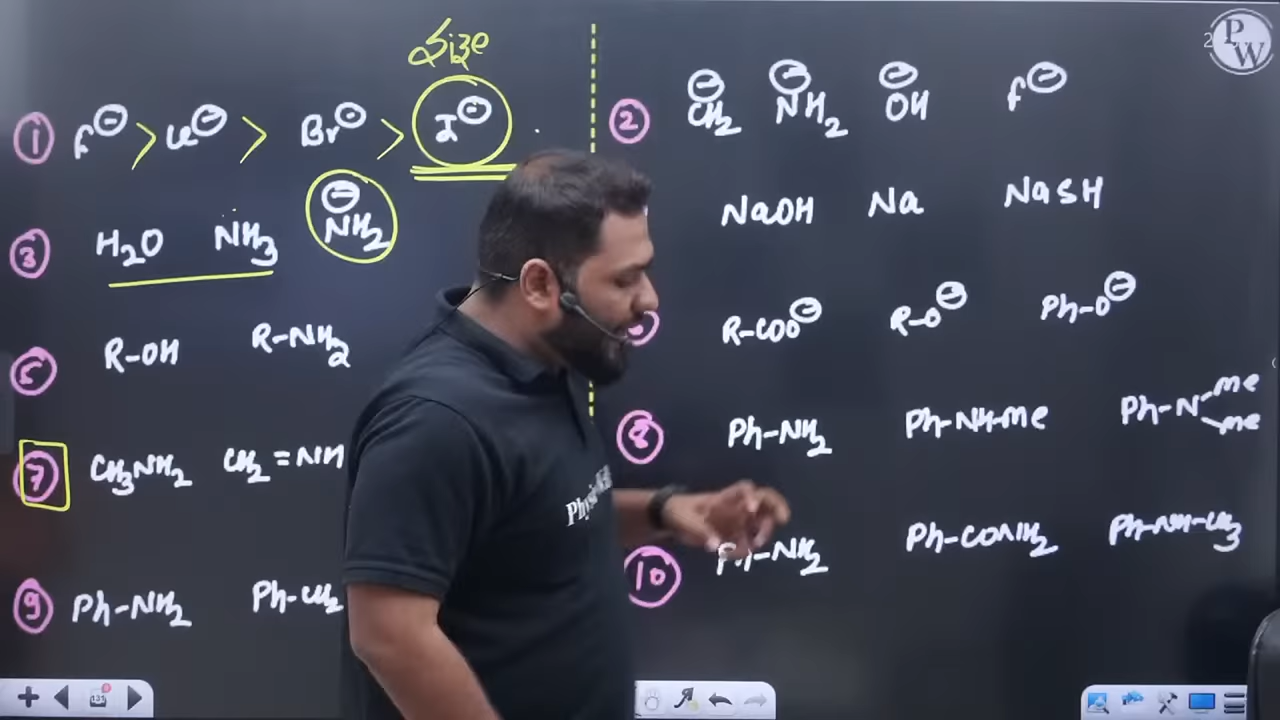 Size
① F⊖ > Cl⊖ > Br⊖ > I⊖
③ H₂O NH₃ ⊖NH₂
⑤ R-OH R-NH₂
⑦ CH₃NH₂ CH₂=NH
⑨ Ph-NH₂ Ph-CH₂
PW
② ⊖CH₂ ⊖NH₂ ⊖OH F⊖
NaOH Na NaSH
R-COO⊖ R-O⊖ Ph-O⊖
⑧ Ph-NH₂ Ph-NH-Me Ph-N-Me
Me
⑩ Ph-NH₂ Ph-CONH₂ Ph-NH-CH₃
131